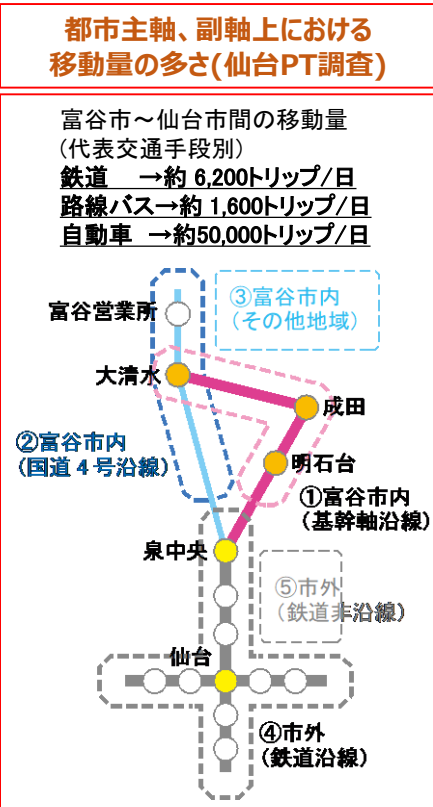 都市主軸、副軸上における
移動量の多さ(仙台PT調査)
富谷市～仙台市間の移動量
(代表交通手段別)
鉄道　→約 6,200トリップ/日
路線バス→約 1,600トリップ/日
自動車　→約50,000トリップ/日
③富谷市内
（その他地域）
富谷営業所
大清水
成田
②富谷市内
（国道４号沿線）
明石台
①富谷市内
（基幹軸沿線）
泉中央
⑤市外
（鉄道非沿線）
仙台
④市外
（鉄道沿線）